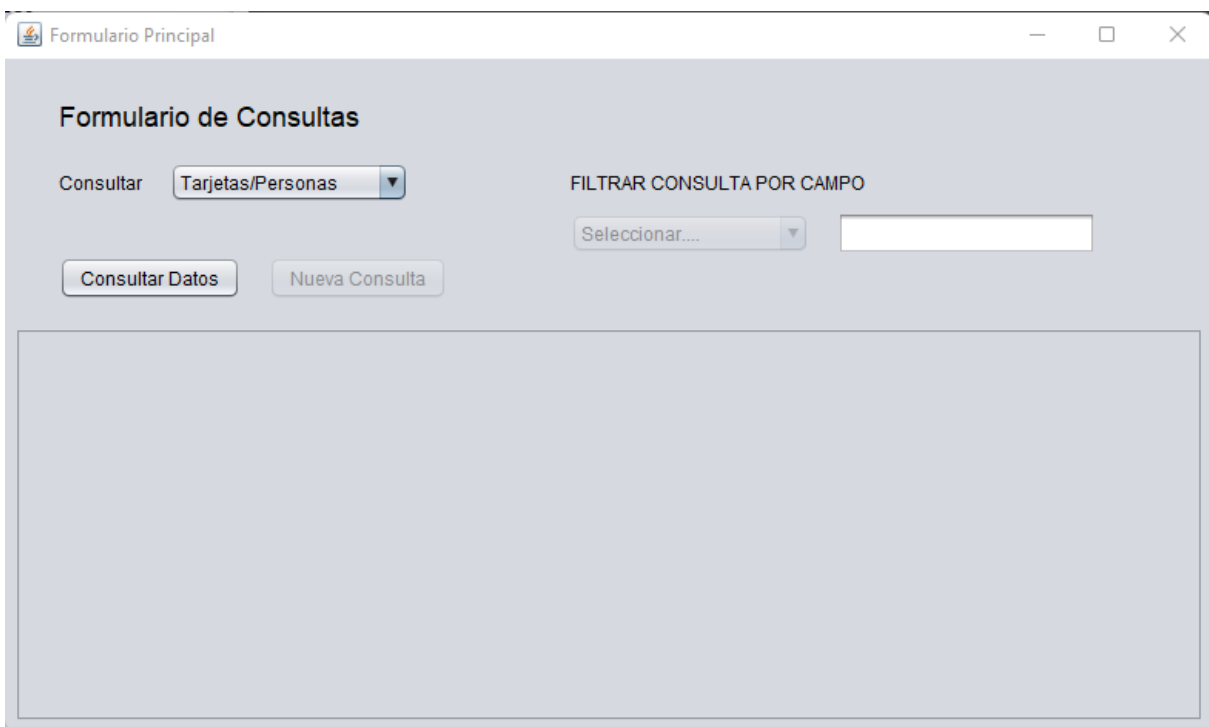 Formulario Principal
Formulario de Consultas
Consultar Tarjetas/Personas
FILTRAR CONSULTA POR CAMPO
Seleccionar....
Consultar Datos Nueva Consulta